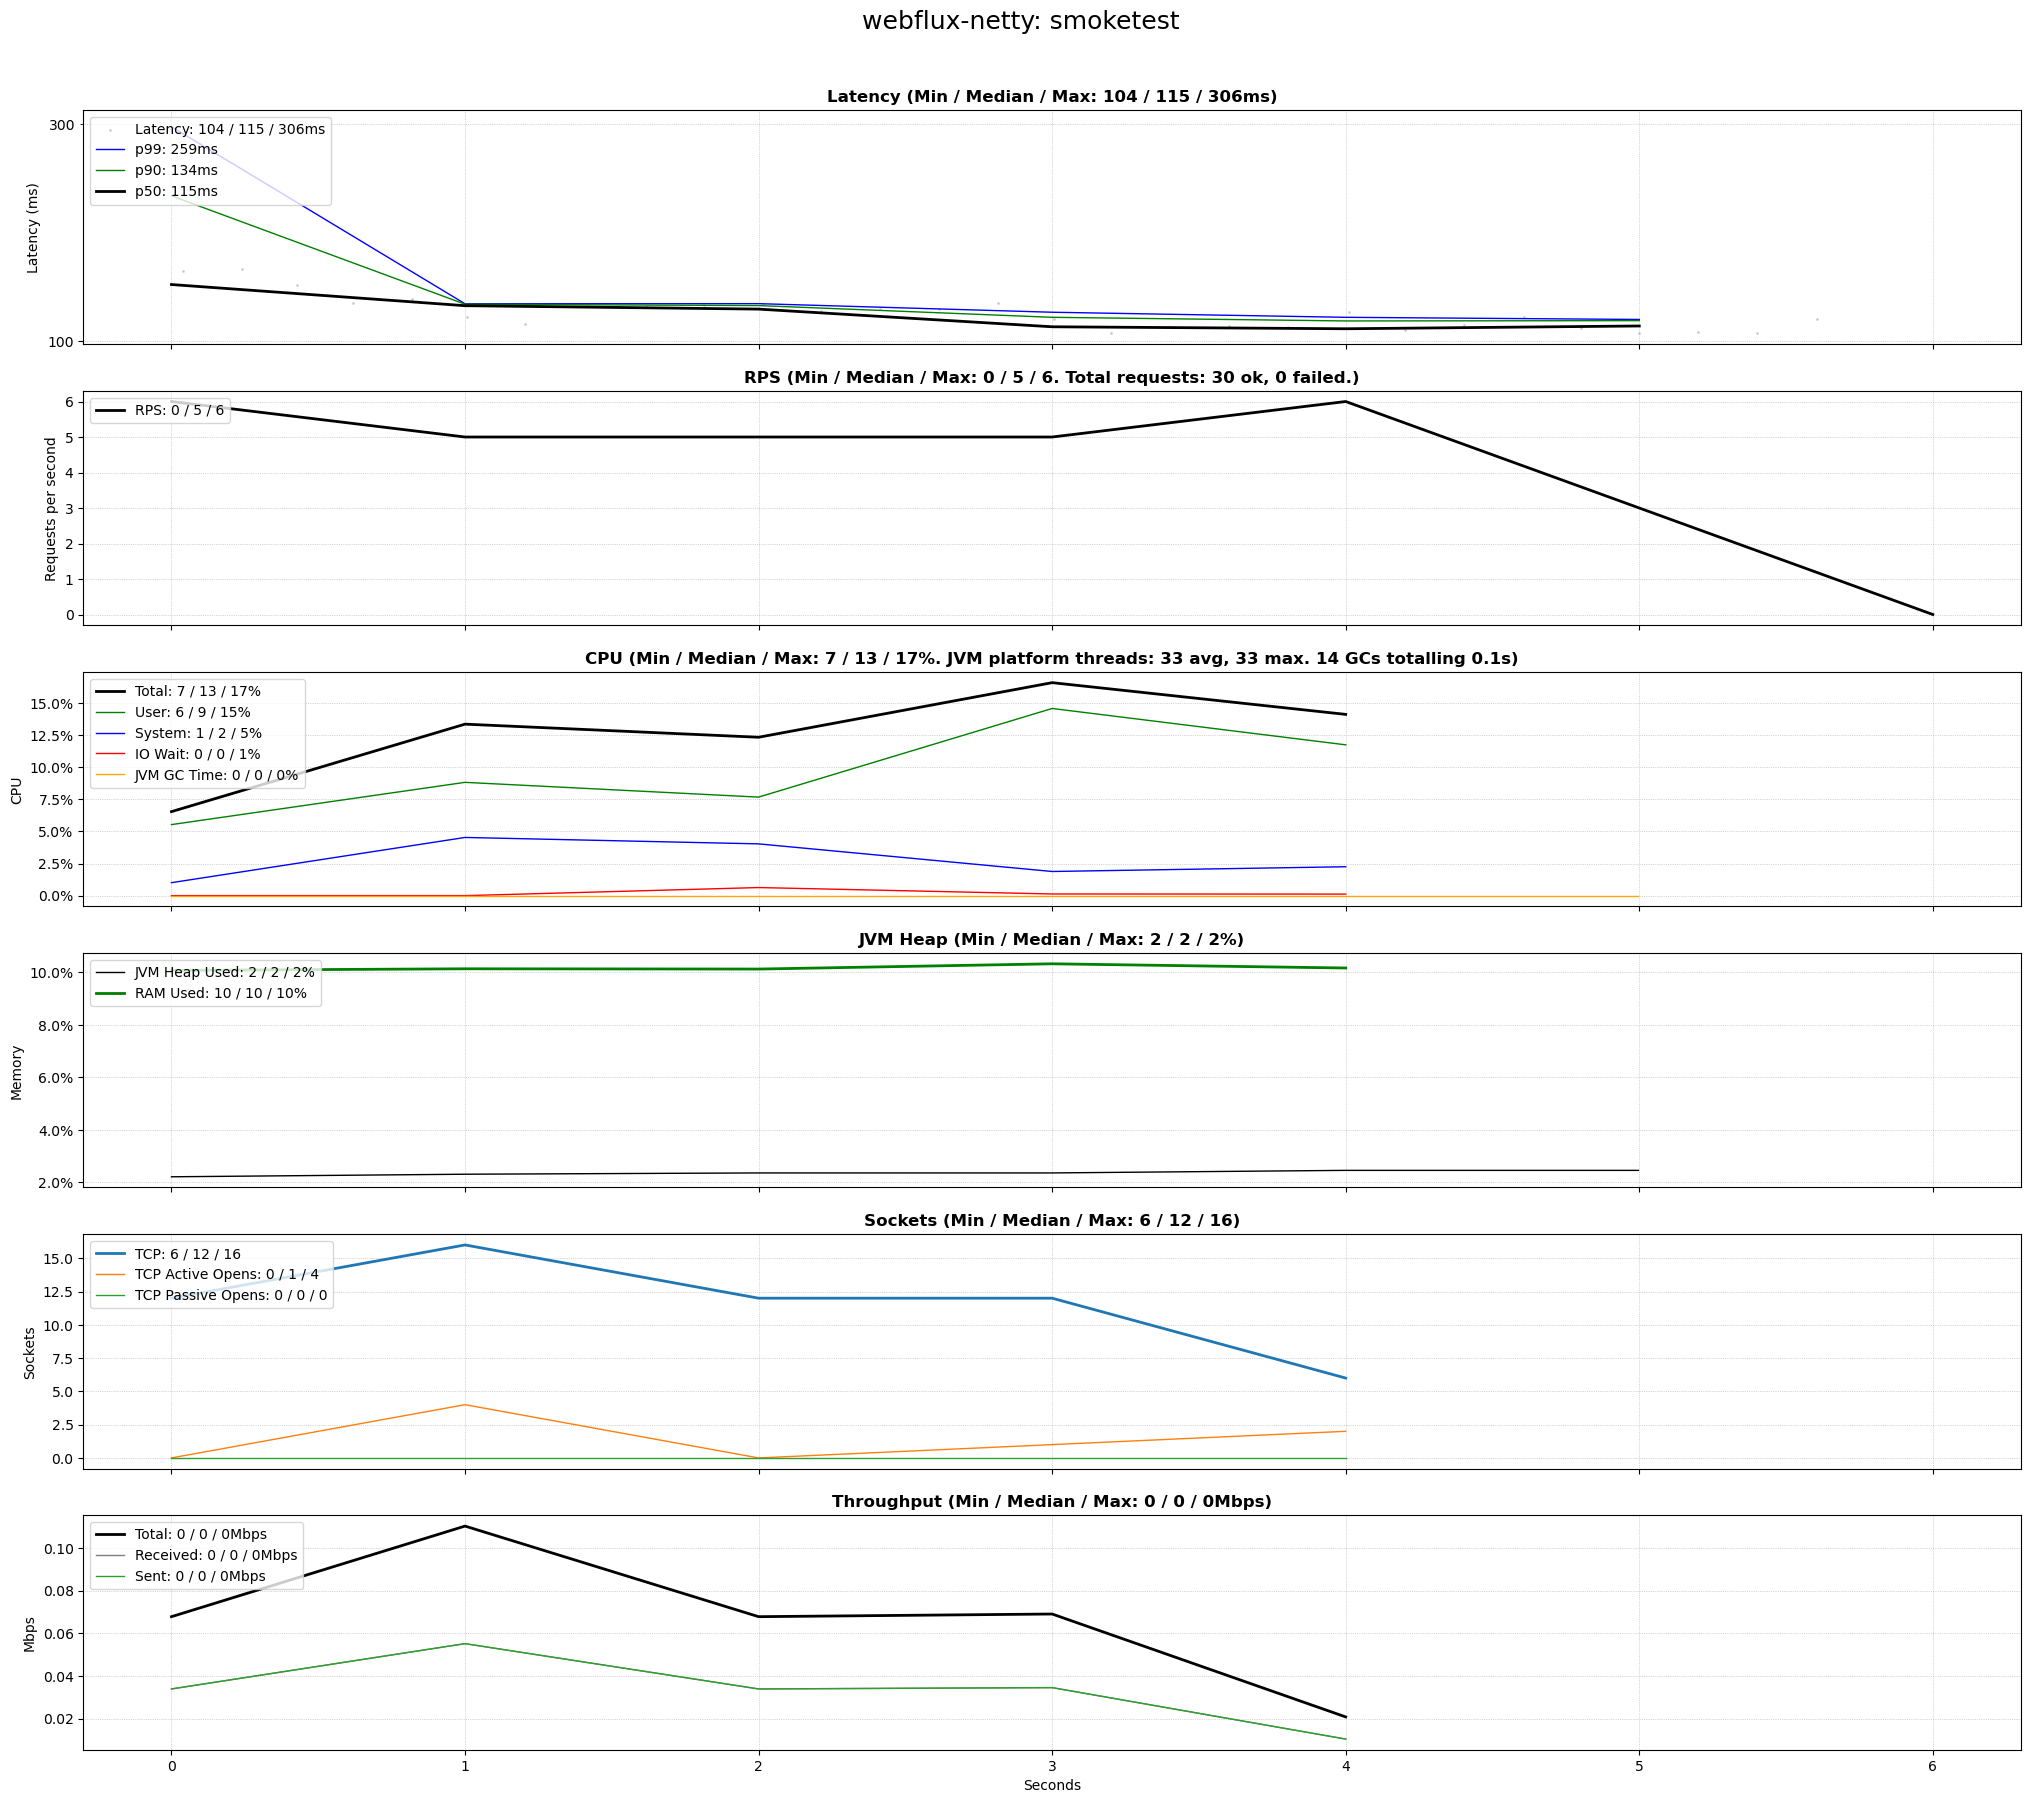 webflux-netty: smoketest
Latency (Min / Median / Max: 104 / 115 / 306ms)
Latency (ms)
300
100
Latency: 104 / 115 / 306ms
p99: 259ms
p90: 134ms
p50: 115ms
RPS (Min / Median / Max: 0 / 5 / 6. Total requests: 30 ok, 0 failed.)
Requests per second
6
5
4
3
2
1
0
RPS: 0 / 5 / 6
CPU (Min / Median / Max: 7 / 13 / 17%. JVM platform threads: 33 avg, 33 max. 14 GCs totalling 0.1s)
CPU
15.0%
12.5%
10.0%
7.5%
5.0%
2.5%
0.0%
Total: 7 / 13 / 17%
User: 6 / 9 / 15%
System: 1 / 2 / 5%
IO Wait: 0 / 0 / 1%
JVM GC Time: 0 / 0 / 0%
JVM Heap (Min / Median / Max: 2 / 2 / 2%)
Memory
10.0%
8.0%
6.0%
4.0%
2.0%
JVM Heap Used: 2 / 2 / 2%
RAM Used: 10 / 10 / 10%
Sockets (Min / Median / Max: 6 / 12 / 16)
Sockets
15.0
12.5
10.0
7.5
5.0
2.5
0.0
TCP: 6 / 12 / 16
TCP Active Opens: 0 / 1 / 4
TCP Passive Opens: 0 / 0 / 0
Throughput (Min / Median / Max: 0 / 0 / 0Mbps)
Mbps
0.10
0.08
0.06
0.04
0.02
Total: 0 / 0 / 0Mbps
Received: 0 / 0 / 0Mbps
Sent: 0 / 0 / 0Mbps
0 1 2 3 4 5 6
Seconds